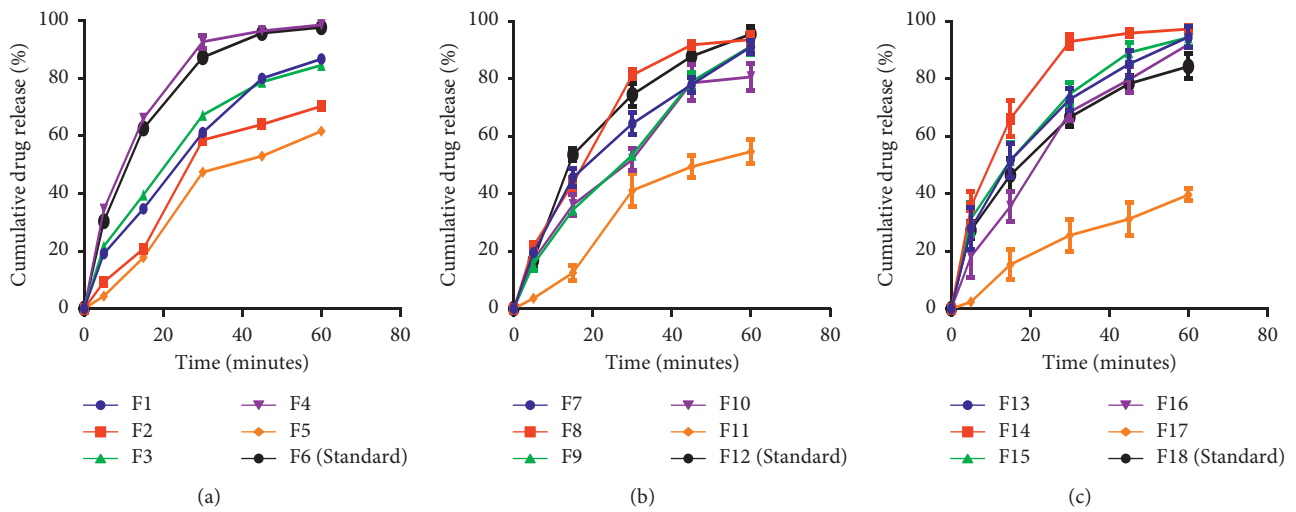 Cumulative drug release (%)
100
80
60
40
20
0
0 20 40 60 80
Time (minutes)
F1 F4
F2 F5
F3 F6 (Standard)
(a)
Cumulative drug release (%)
100
80
60
40
20
0
0 20 40 60 80
Time (minutes)
F7 F10
F8 F11
F9 F12 (Standard)
(b)
Cumulative drug release (%)
100
80
60
40
20
0
0 20 40 60 80
Time (minutes)
F13 F16
F14 F17
F15 F18 (Standard)
(c)